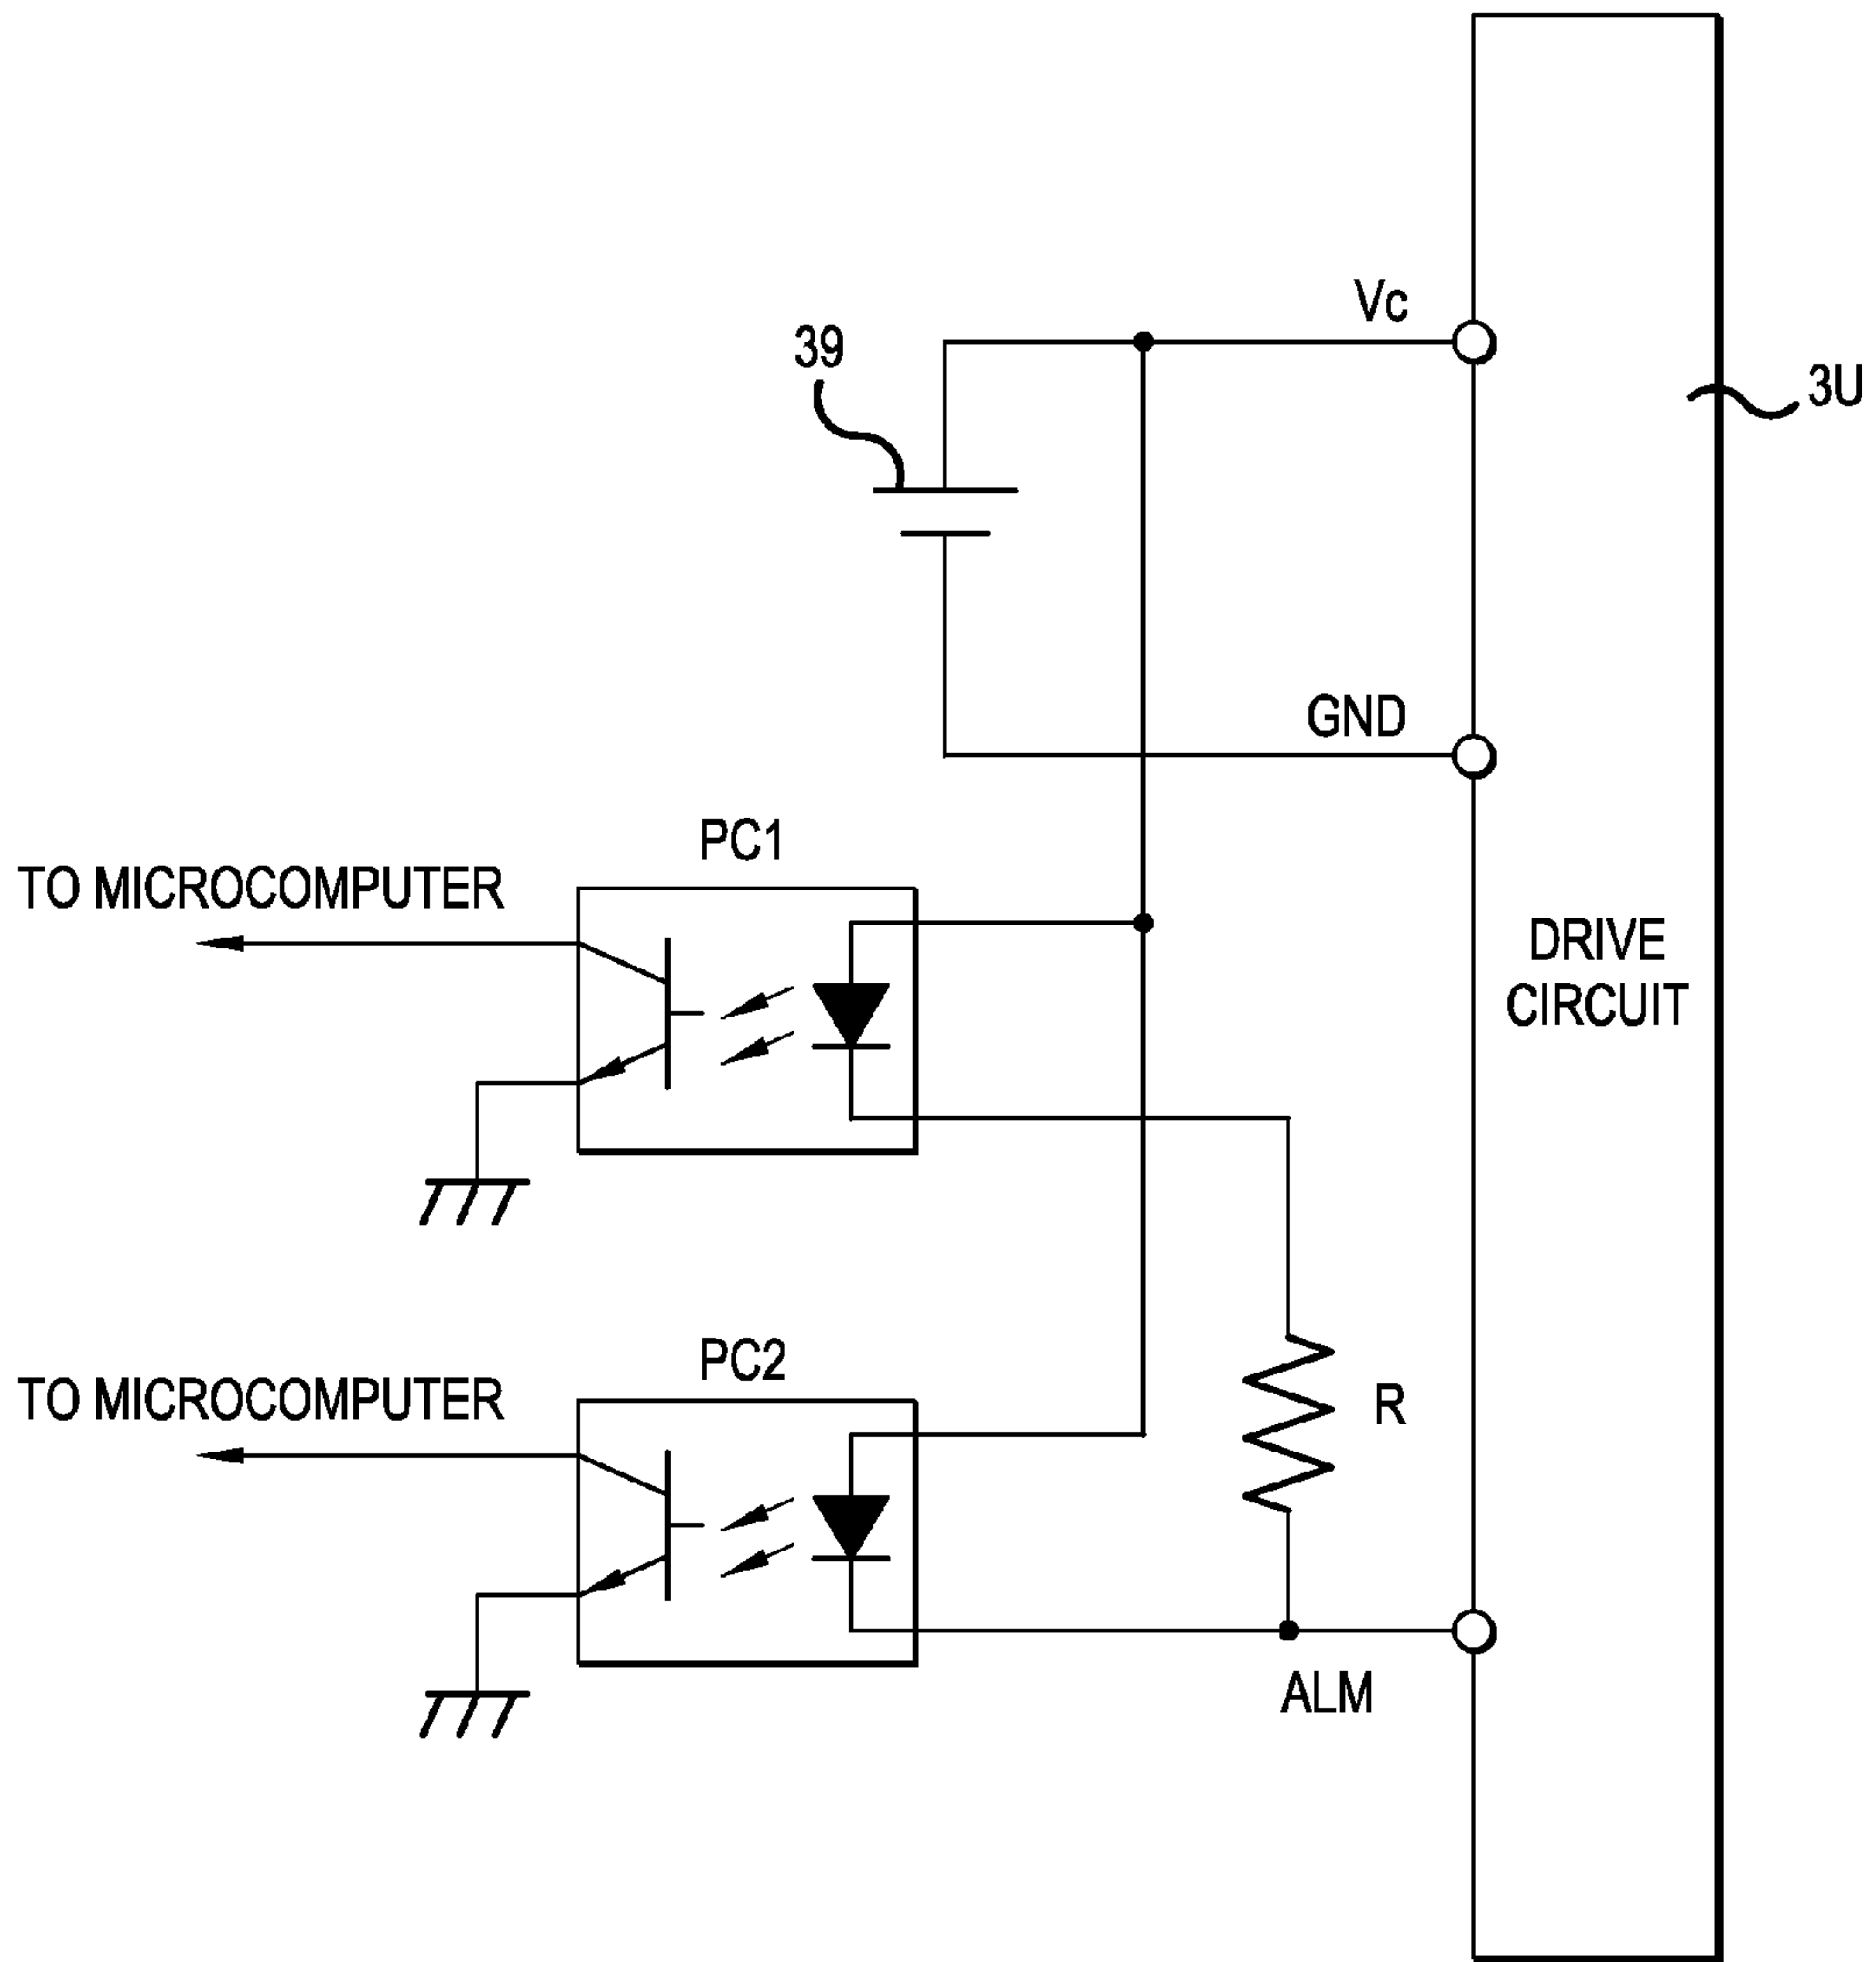 Vc
39
3U
GND
PC1
TO MICROCOMPUTER
DRIVE
CIRCUIT
PC2
TO MICROCOMPUTER
R
ALM